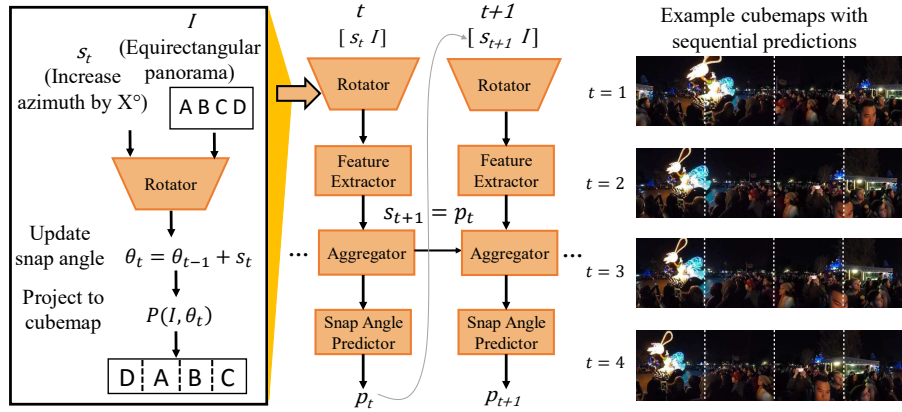 I
(Equirectangular
panorama)
s_t
(Increase
azimuth by X°)
A B C D
Rotator
Update
snap angle
θ_t = θ_{t−1} + s_t
Project to
cubemap
P(I, θ_t)
D A B C
t
[ s_t I ]
Rotator
Feature
Extractor
s_{t+1} = p_t
...
Aggregator
Snap Angle
Predictor
p_t
t+1
[ s_{t+1} I ]
Rotator
Feature
Extractor
Aggregator
...
Snap Angle
Predictor
p_{t+1}
Example cubemaps with
sequential predictions
t = 1
t = 2
t = 3
t = 4